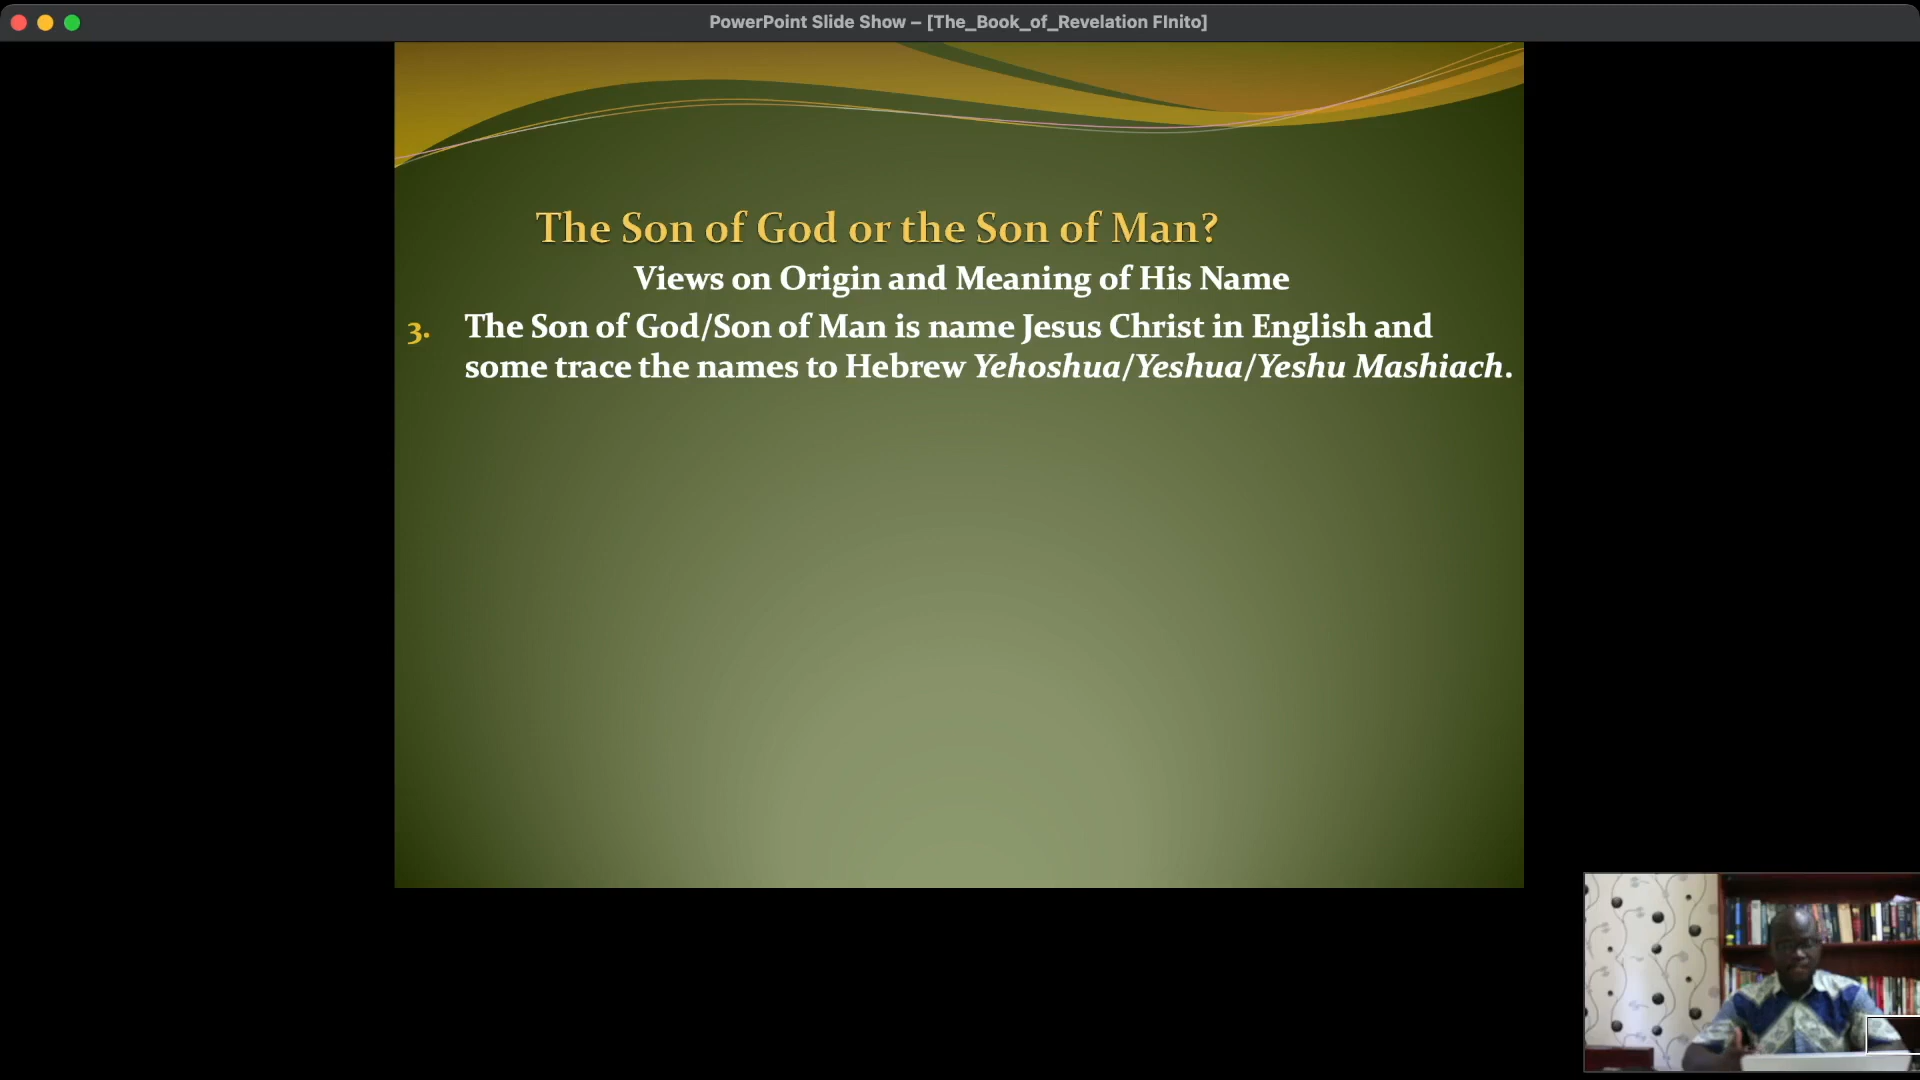 PowerPoint Slide Show – [The_Book_of_Revelation FInito]
The Son of God or the Son of Man?
Views on Origin and Meaning of His Name
3. The Son of God/Son of Man is name Jesus Christ in English and
some trace the names to Hebrew Yehoshua/Yeshua/Yeshu Mashiach.